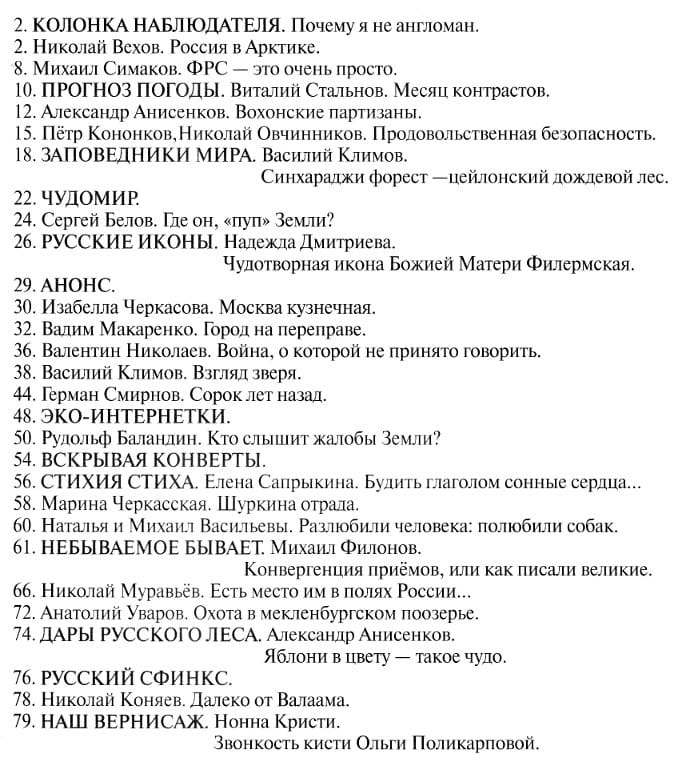 2. КОЛОНКА НАБЛЮДАТЕЛЯ. Почему я не англоман.
2. Николай Вехов. Россия в Арктике.
8. Михаил Симаков. ФРС — это очень просто.
10. ПРОГНОЗ ПОГОДЫ. Виталий Стальнов. Месяц контрастов.
12. Александр Анисенков. Вохонские партизаны.
15. Пётр Кононков,Николай Овчинников. Продовольственная безопасность.
18. ЗАПОВЕДНИКИ МИРА. Василий Климов.
Синхараджи форест —цейлонский дождевой лес.
22. ЧУДОМИР.
24. Сергей Белов. Где он, «пуп» Земли?
26. РУССКИЕ ИКОНЫ. Надежда Дмитриева.
Чудотворная икона Божией Матери Филермская.
29. АНОНС.
30. Изабелла Черкасова. Москва кузнечная.
32. Вадим Макаренко. Город на переправе.
36. Валентин Николаев. Война, о которой не принято говорить.
38. Василий Климов. Взгляд зверя.
44. Герман Смирнов. Сорок лет назад.
48. ЭКО-ИНТЕРНЕТКИ.
50. Рудольф Баландин. Кто слышит жалобы Земли?
54. ВСКРЫВАЯ КОНВЕРТЫ.
56. СТИХИЯ СТИХА. Елена Сапрыкина. Будить глаголом сонные сердца...
58. Марина Черкасская. Шуркина отрада.
60. Наталья и Михаил Васильевы. Разлюбили человека: полюбили собак.
61. НЕБЫВАЕМОЕ БЫВАЕТ. Михаил Филонов.
Конвергенция приёмов, или как писали великие.
66. Николай Муравьёв. Есть место им в полях России...
72. Анатолий Уваров. Охота в мекленбургском поозерье.
74. ДАРЫ РУССКОГО ЛЕСА. Александр Анисенков.
Яблони в цвету — такое чудо.
76. РУССКИЙ СФИНКС.
78. Николай Коняев. Далеко от Валаама.
79. НАШ ВЕРНИСАЖ. Нонна Кристи.
Звонкость кисти Ольги Поликарповой.